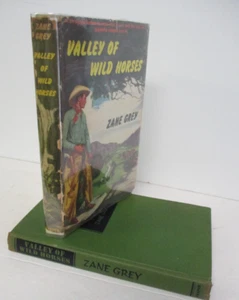 ZANE
GREY
VALLEY
OF
WILD
HORSES
VALLEY OF
WILD HORSES
ZANE GREY
VALLEY OF
WILD HORSES
ZANE GREY